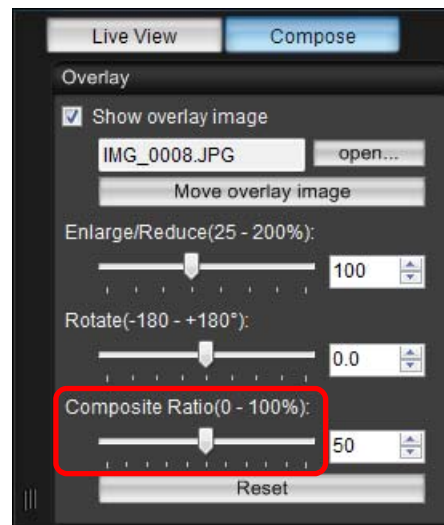 Live View Compose
Overlay
Show overlay image
IMG_0008.JPG open...
Move overlay image
Enlarge/Reduce(25 - 200%):
100
Rotate(-180 - +180°):
0.0
Composite Ratio(0 - 100%):
50
Reset